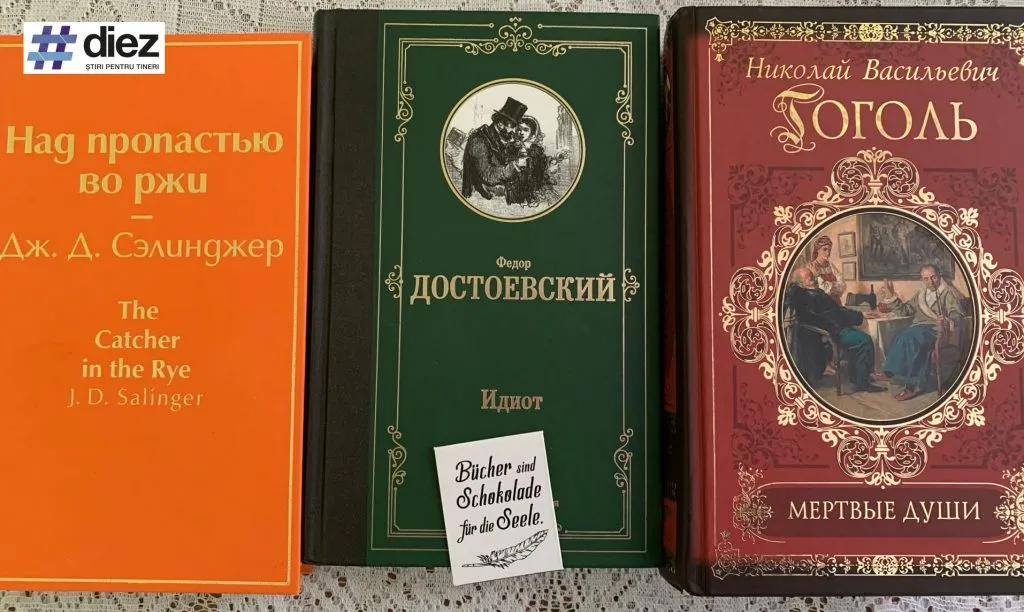 # diez
ȘTIRI PENTRU TINERI
Над пропастью
во ржи
Дж. Д. Сэлинджер
The
Catcher
in the Rye
J. D. Salinger
Федор
ДОСТОЕВСКИЙ
Идиот
Bücher sind
Schokolade
für die Seele.
Николай Васильевич
ГОГОЛЬ
МЕРТВЫЕ ДУШИ